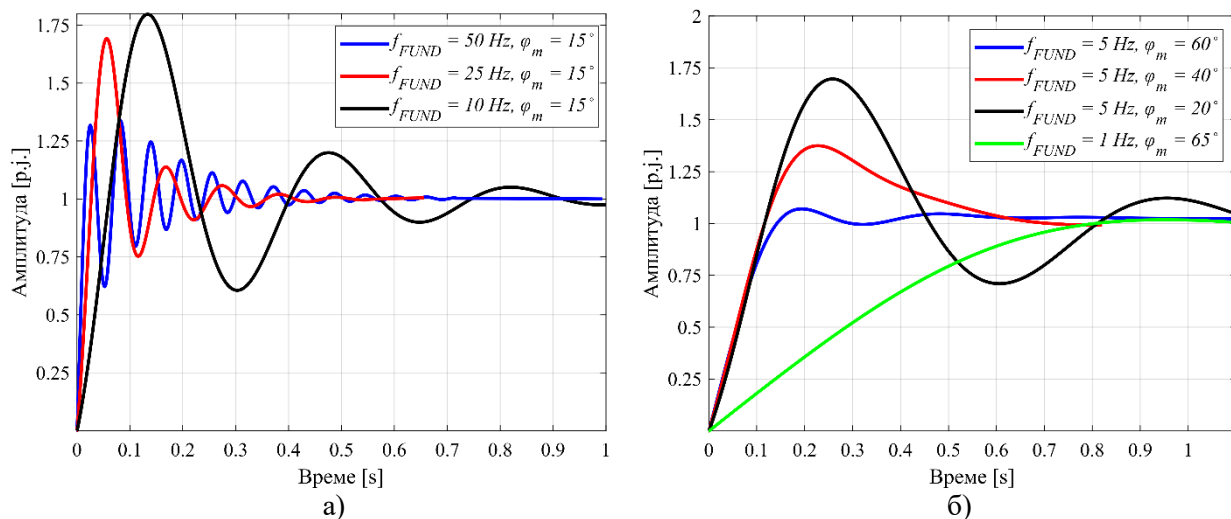 1.75
1.5
1.25
1
0.75
0.5
0.25
Амплитуда [p.j.]
f_FUND = 50 Hz, φ_m = 15°
f_FUND = 25 Hz, φ_m = 15°
f_FUND = 10 Hz, φ_m = 15°
0 0.1 0.2 0.3 0.4 0.5 0.6 0.7 0.8 0.9 1
Време [s]
а)
2
1.75
1.5
1.25
1
0.75
0.5
0.25
Амплитуда [p.j.]
f_FUND = 5 Hz, φ_m = 60°
f_FUND = 5 Hz, φ_m = 40°
f_FUND = 5 Hz, φ_m = 20°
f_FUND = 1 Hz, φ_m = 65°
0 0.1 0.2 0.3 0.4 0.5 0.6 0.7 0.8 0.9 1
Време [s]
б)